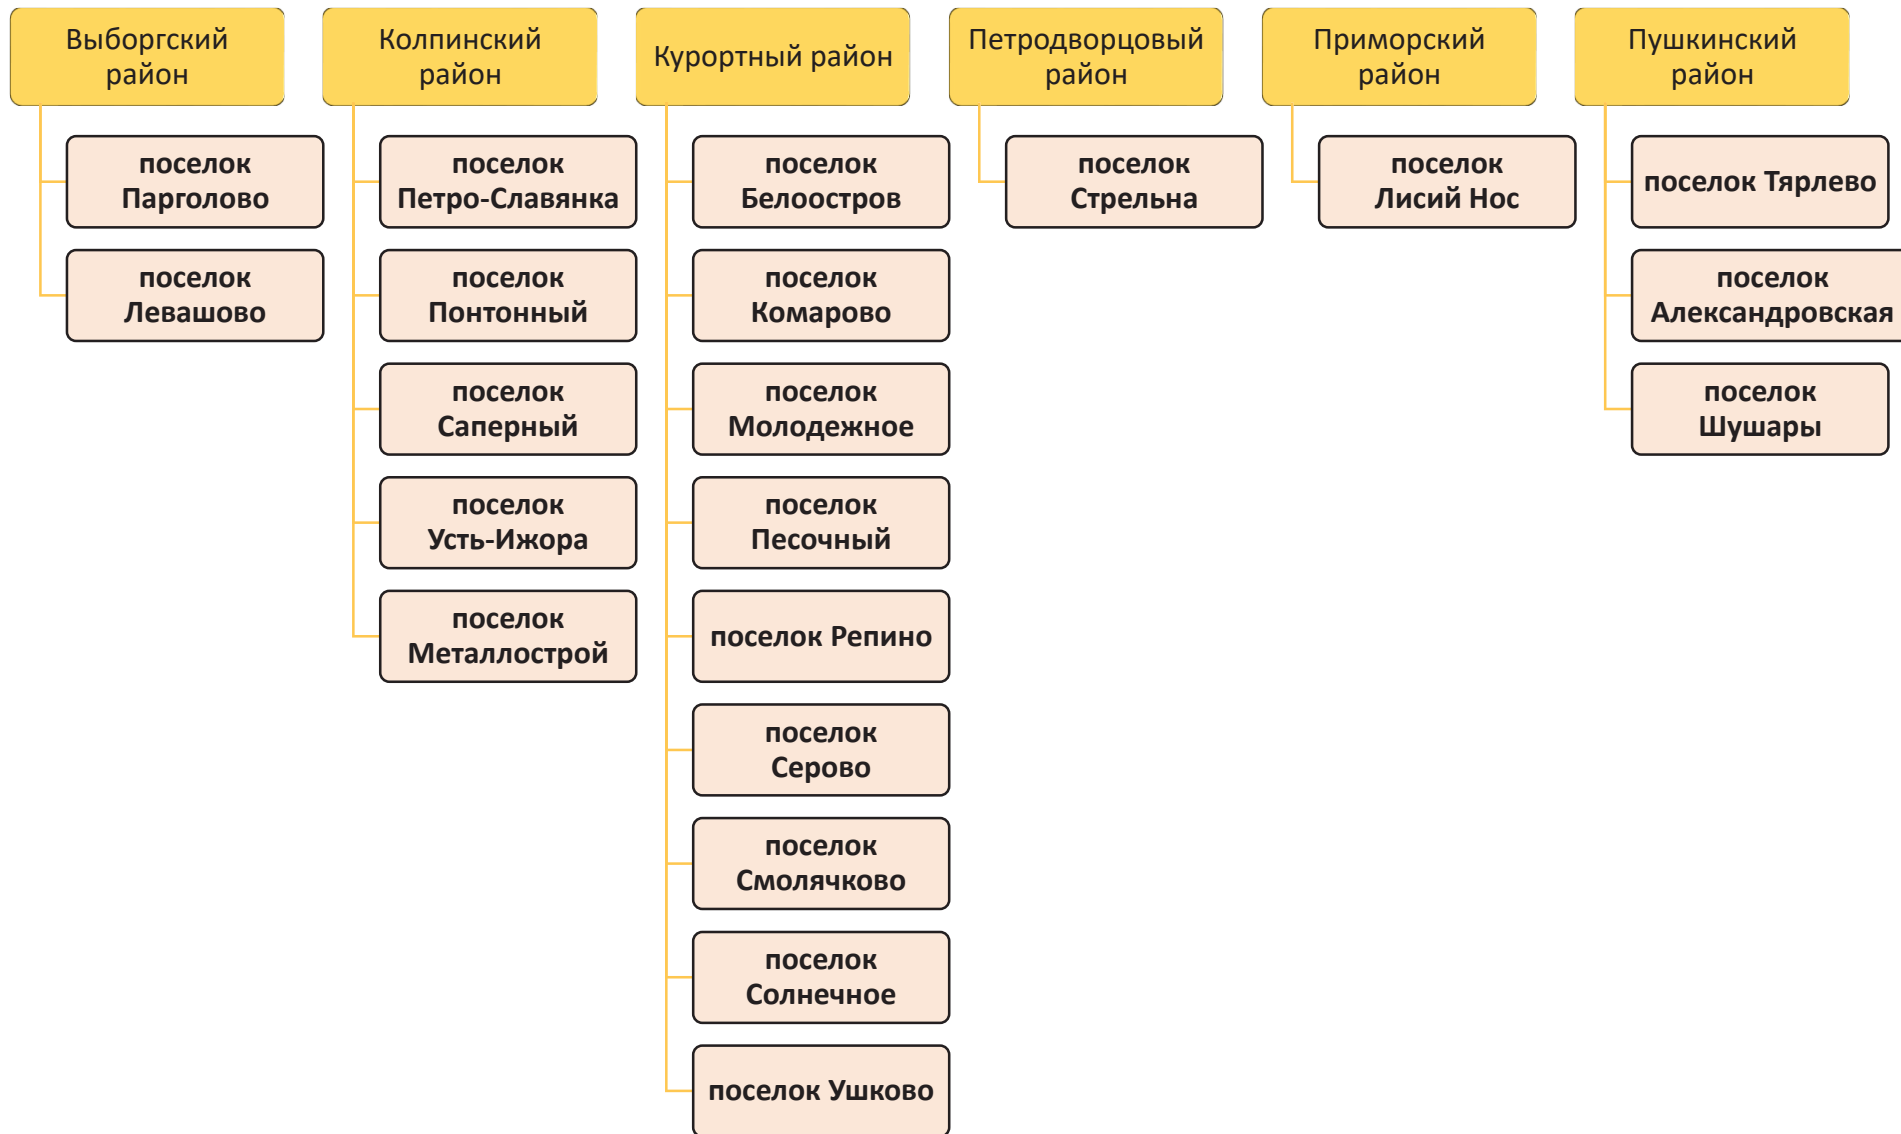 Выборгский
район
поселок
Парголово
поселок
Левашово
Колпинский
район
поселок
Петро-Славянка
поселок
Понтонный
поселок
Саперный
поселок
Усть-Ижора
поселок
Металлострой
Курортный район
поселок
Белоостров
поселок
Комарово
поселок
Молодежное
поселок
Песочный
поселок Репино
поселок
Серово
поселок
Смолячково
поселок
Солнечное
поселок Ушково
Петродворцовый
район
поселок
Стрельна
Приморский
район
поселок
Лисий Нос
Пушкинский
район
поселок Тярлево
поселок
Александровская
поселок
Шушары